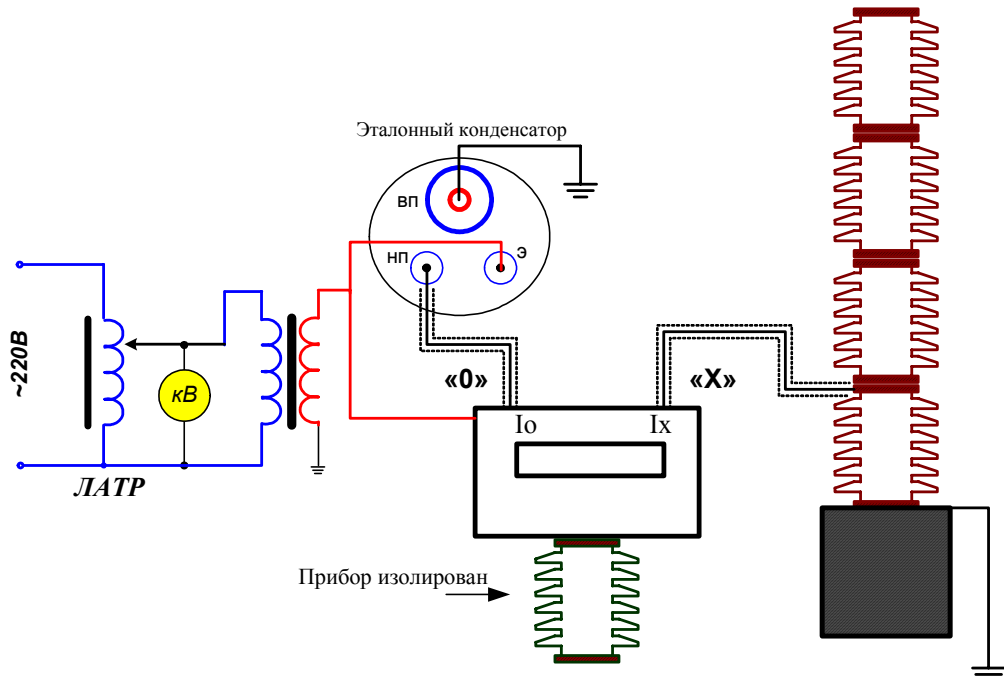 Эталонный конденсатор
ВП
НП
Э
~220В
кВ
ЛАТР
«0»
«X»
Io
Ix
Прибор изолирован